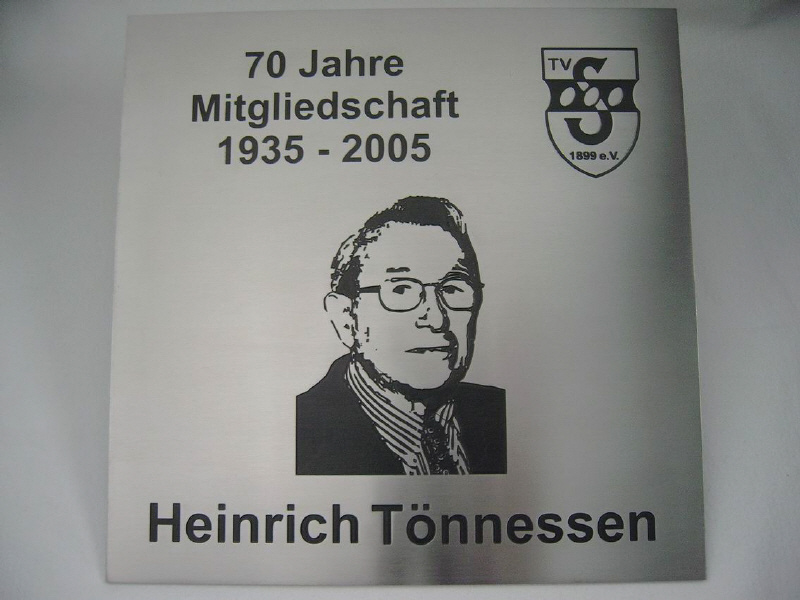 70 Jahre
Mitgliedschaft
1935 - 2005
TV
S
1899 e.V.
Heinrich Tönnessen